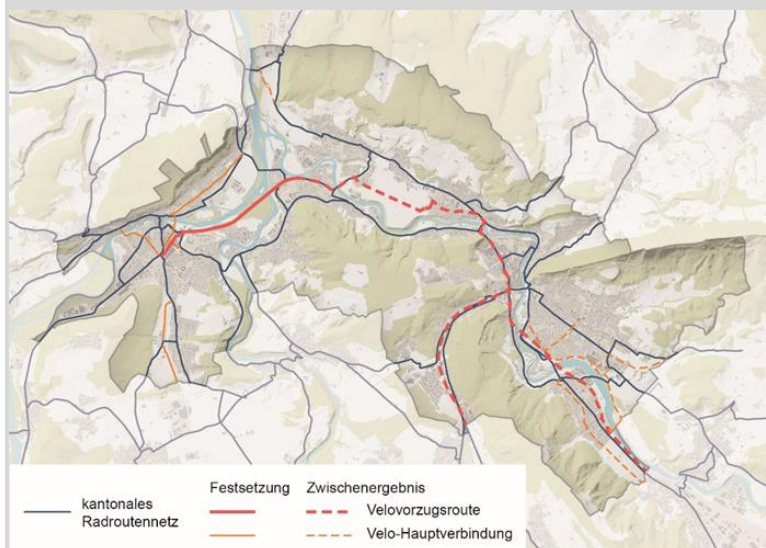 Festsetzung Zwischenergebnis
kantonales
Radroutennetz
Velovorzugsroute
Velo-Hauptverbindung